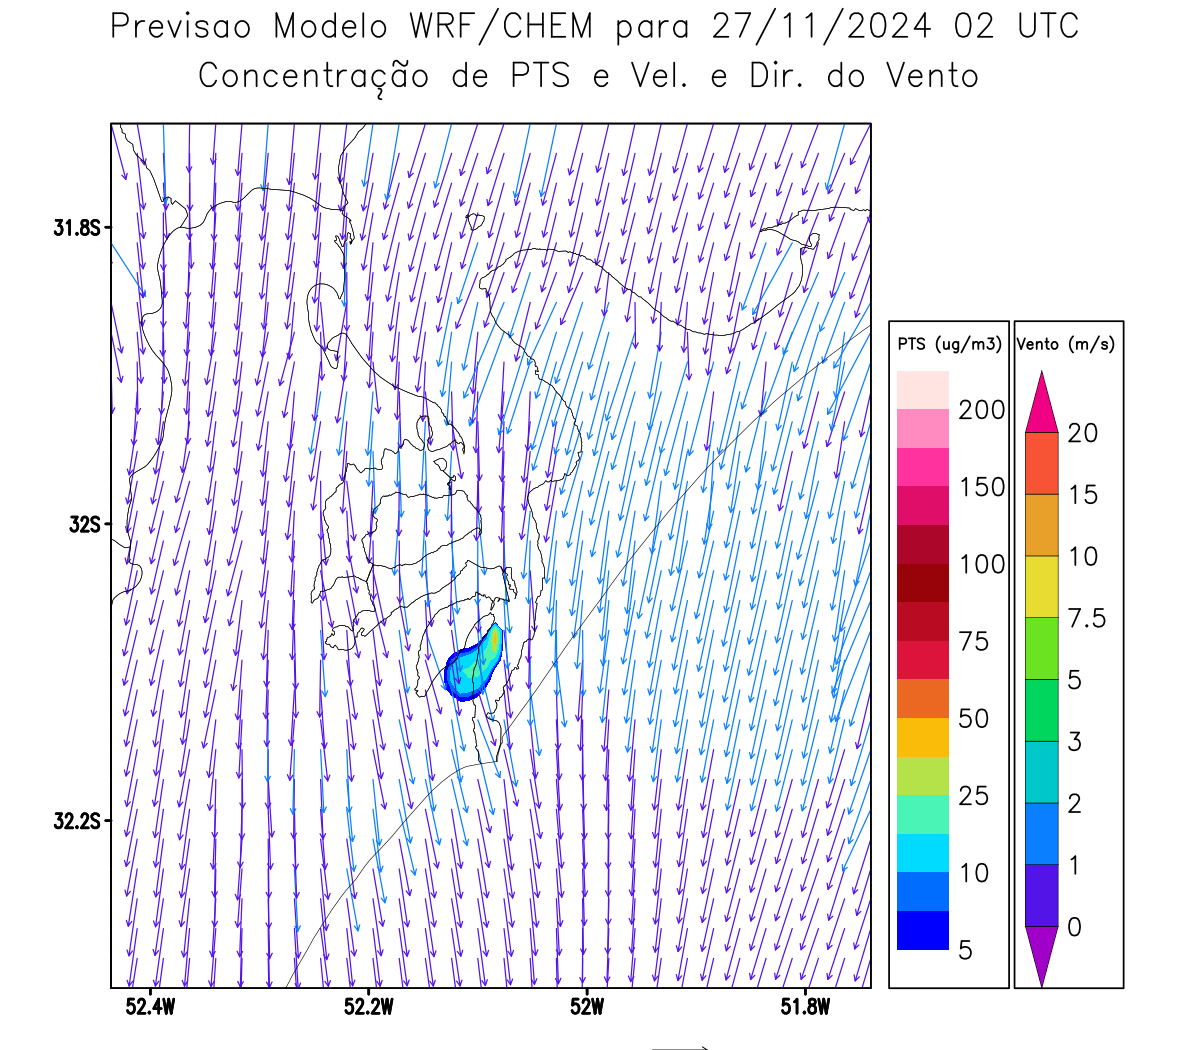 Previsao Modelo WRF/CHEM para 27/11/2024 02 UTC
Concentração de PTS e Vel. e Dir. do Vento
31.8S
32S
32.2S
52.4W
52.2W
52W
51.8W
PTS (ug/m3)
200
150
100
75
50
25
10
5
Vento (m/s)
20
15
10
7.5
5
3
2
1
0